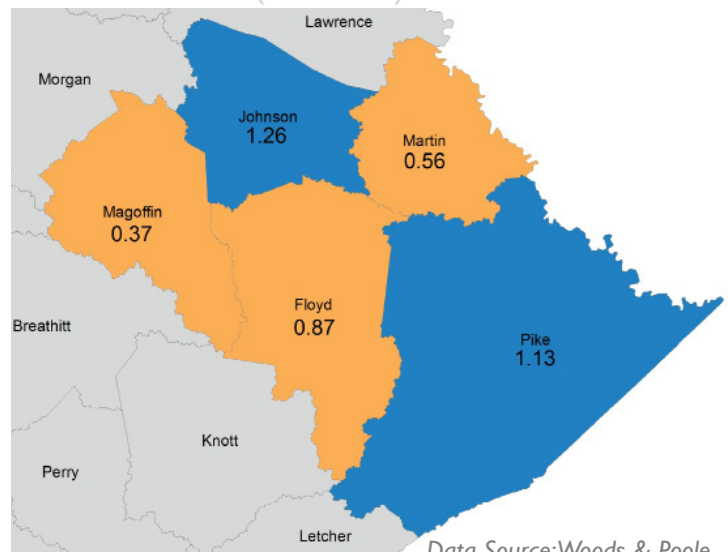 Lawrence
Morgan
Johnson
1.26
Martin
0.56
Magoffin
0.37
Floyd
0.87
Breathitt
Pike
1.13
Knott
Perry
Letcher
Data Source:Woods & Poole